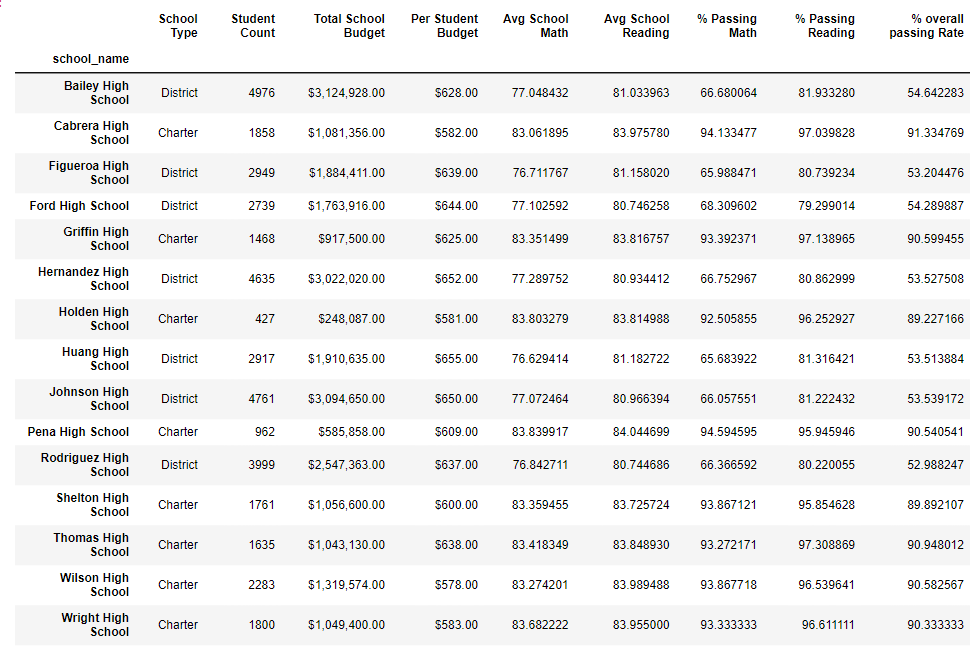 School Type Student Count Total School Budget Per Student Budget Avg School Math Avg School Reading % Passing Math % Passing Reading % overall passing Rate
school_name
Bailey High School District 4976 $3,124,928.00 $628.00 77.048432 81.033963 66.680064 81.933280 54.642283
Cabrera High School Charter 1858 $1,081,356.00 $582.00 83.061895 83.975780 94.133477 97.039828 91.334769
Figueroa High School District 2949 $1,884,411.00 $639.00 76.711767 81.158020 65.988471 80.739234 53.204476
Ford High School District 2739 $1,763,916.00 $644.00 77.102592 80.746258 68.309602 79.299014 54.289887
Griffin High School Charter 1468 $917,500.00 $625.00 83.351499 83.816757 93.392371 97.138965 90.599455
Hernandez High School District 4635 $3,022,020.00 $652.00 77.289752 80.934412 66.752967 80.862999 53.527508
Holden High School Charter 427 $248,087.00 $581.00 83.803279 83.814988 92.505855 96.252927 89.227166
Huang High School District 2917 $1,910,635.00 $655.00 76.629414 81.182722 65.683922 81.316421 53.513884
Johnson High School District 4761 $3,094,650.00 $650.00 77.072464 80.966394 66.057551 81.222432 53.539172
Pena High School Charter 962 $585,858.00 $609.00 83.839917 84.044699 94.594595 95.945946 90.540541
Rodriguez High School District 3999 $2,547,363.00 $637.00 76.842711 80.744686 66.366592 80.220055 52.988247
Shelton High School Charter 1761 $1,056,600.00 $600.00 83.359455 83.725724 93.867121 95.854628 89.892107
Thomas High School Charter 1635 $1,043,130.00 $638.00 83.418349 83.848930 93.272171 97.308869 90.948012
Wilson High School Charter 2283 $1,319,574.00 $578.00 83.274201 83.989488 93.867718 96.539641 90.582567
Wright High School Charter 1800 $1,049,400.00 $583.00 83.682222 83.955000 93.333333 96.611111 90.333333